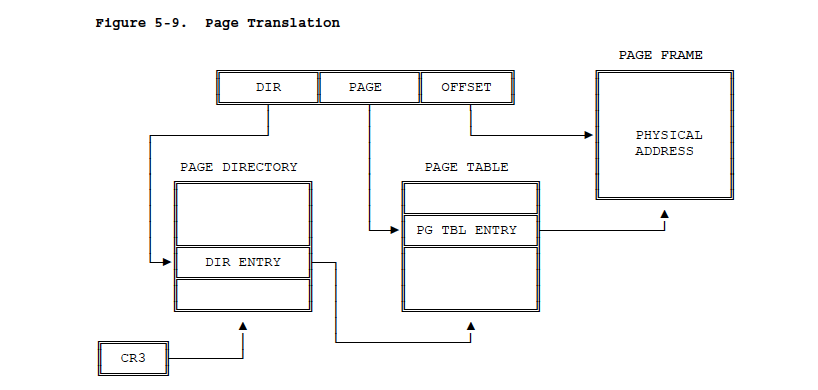 Figure 5-9.  Page Translation
PAGE FRAME
DIR PAGE OFFSET
PHYSICAL
ADDRESS
PAGE DIRECTORY PAGE TABLE
PG TBL ENTRY
DIR ENTRY
CR3